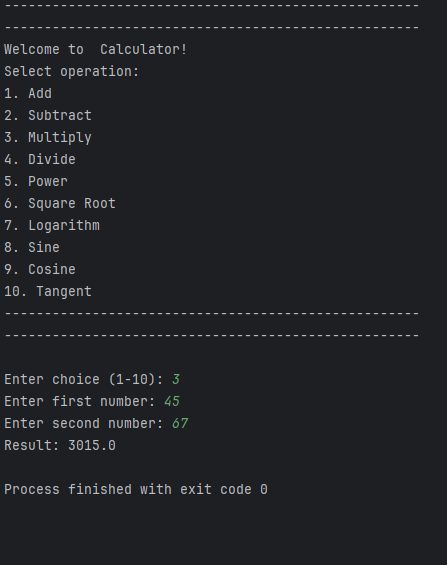 ----------------------------------------------------
----------------------------------------------------
Welcome to  Calculator!
Select operation:
1. Add
2. Subtract
3. Multiply
4. Divide
5. Power
6. Square Root
7. Logarithm
8. Sine
9. Cosine
10. Tangent
----------------------------------------------------
----------------------------------------------------
Enter choice (1-10): 3
Enter first number: 45
Enter second number: 67
Result: 3015.0
Process finished with exit code 0